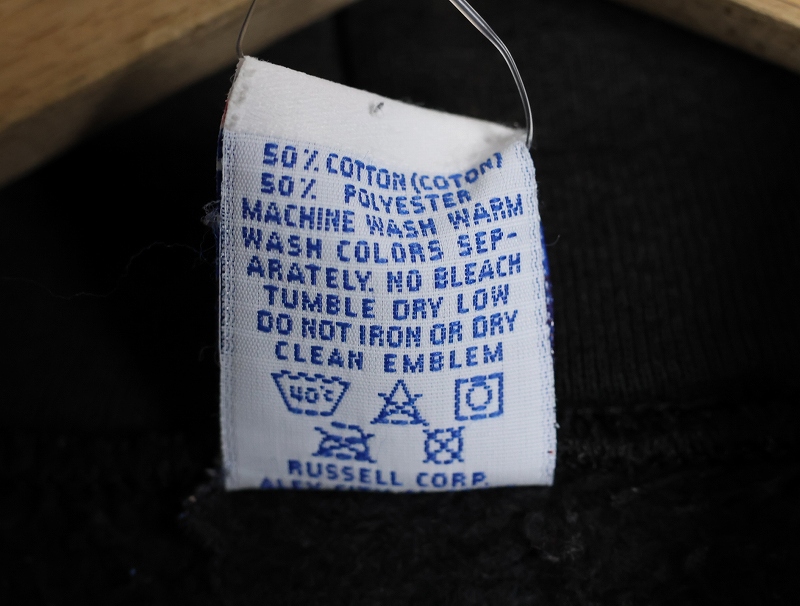 50% COTTON (COTON)
50% POLYESTER
MACHINE WASH WARM
WASH COLORS SEP-
ARATELY. NO BLEACH
TUMBLE DRY LOW
DO NOT IRON OR DRY
CLEAN EMBLEM
40°C
RUSSELL CORP.